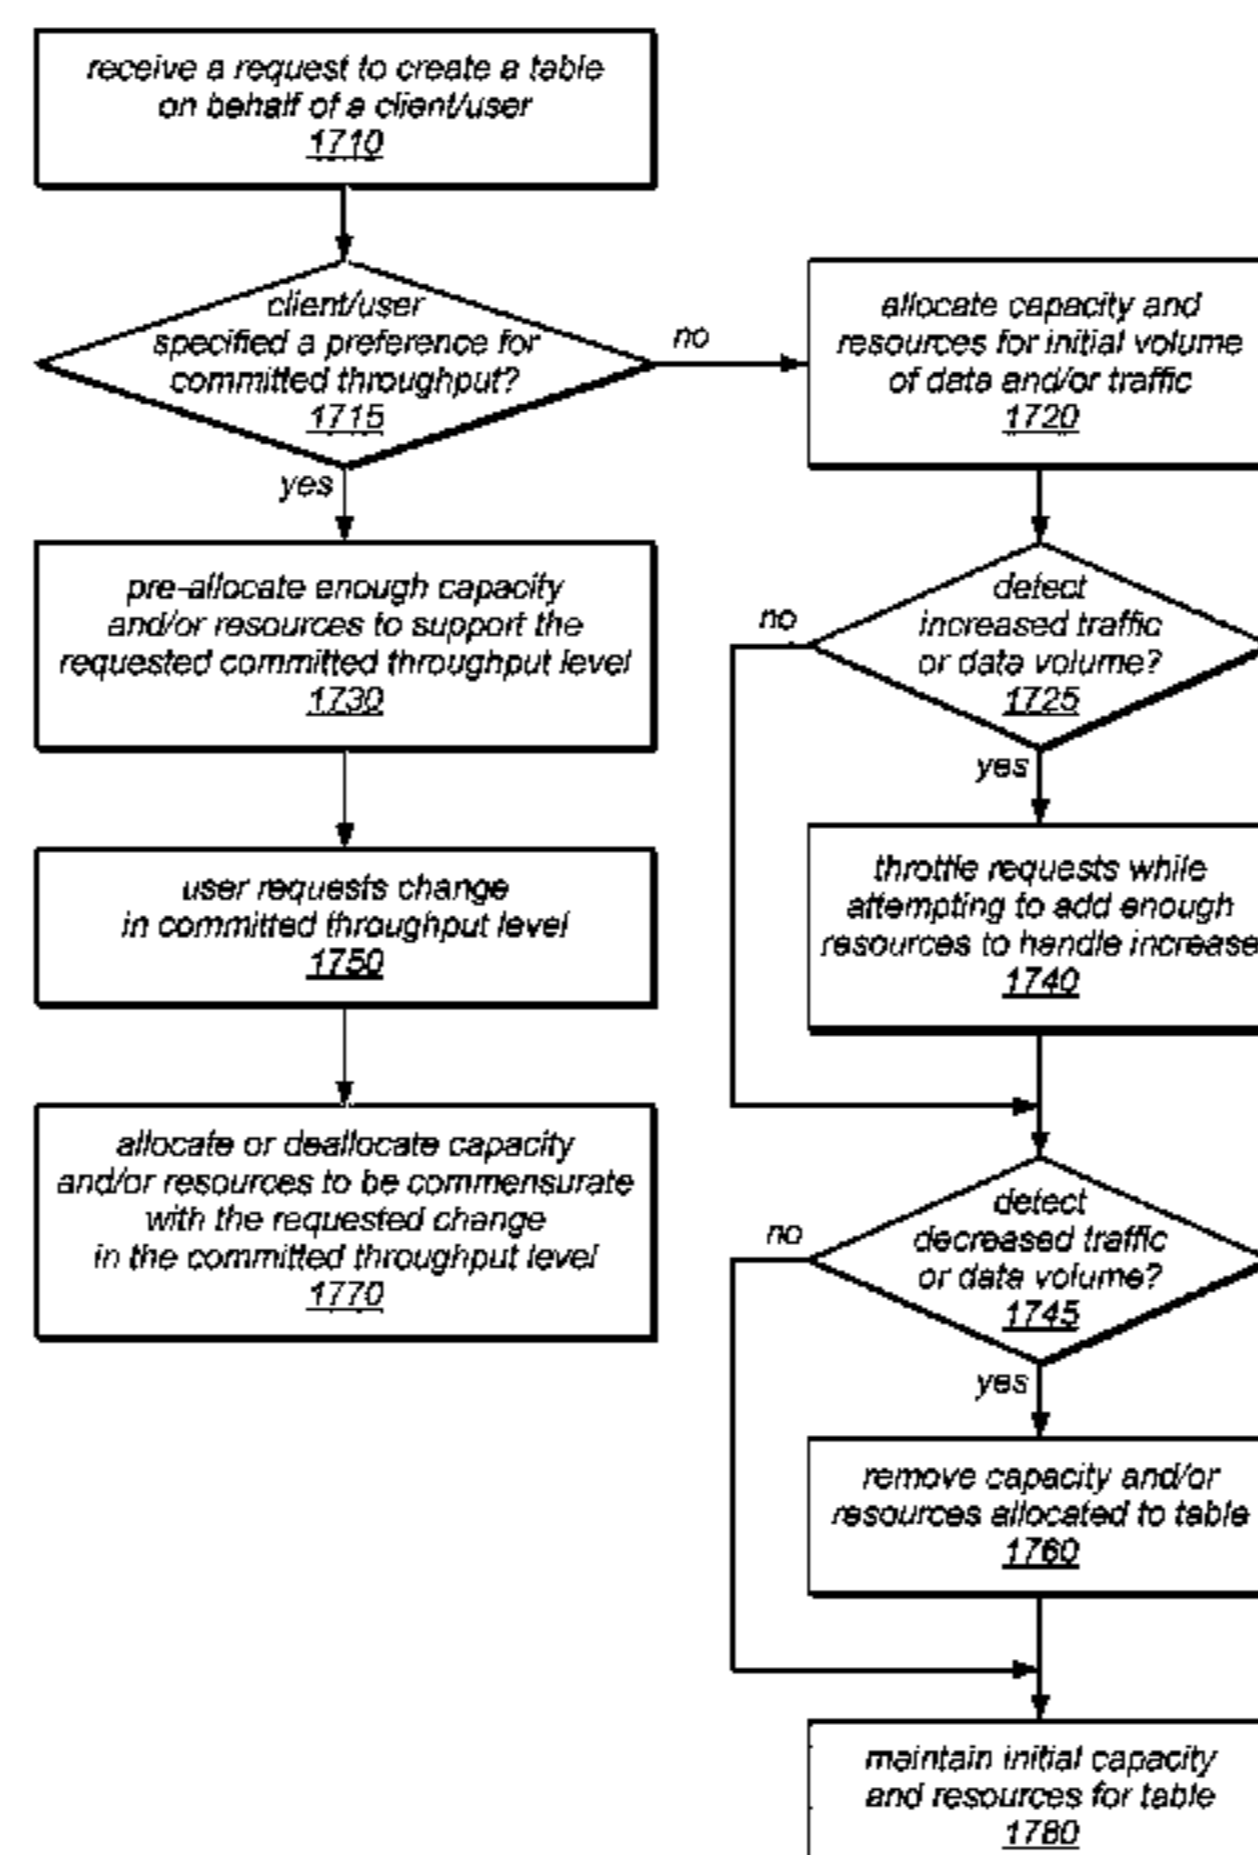 receive a request to create a table
on behalf of a client/user
1710
client/user
specified a preference for
committed throughput?
1715
no
yes
allocate capacity and
resources for initial volume
of data and/or traffic
1720
pre-allocate enough capacity
and/or resources to support the
requested committed throughput level
1730
detect
increased traffic
or data volume?
1725
no
yes
user requests change
in committed throughput level
1750
throttle requests while
attempting to add enough
resources to handle increase
1740
allocate or deallocate capacity
and/or resources to be commensurate
with the requested change
in the committed throughput level
1770
detect
decreased traffic
or data volume?
1745
no
yes
remove capacity and/or
resources allocated to table
1760
maintain initial capacity
and resources for table
1780